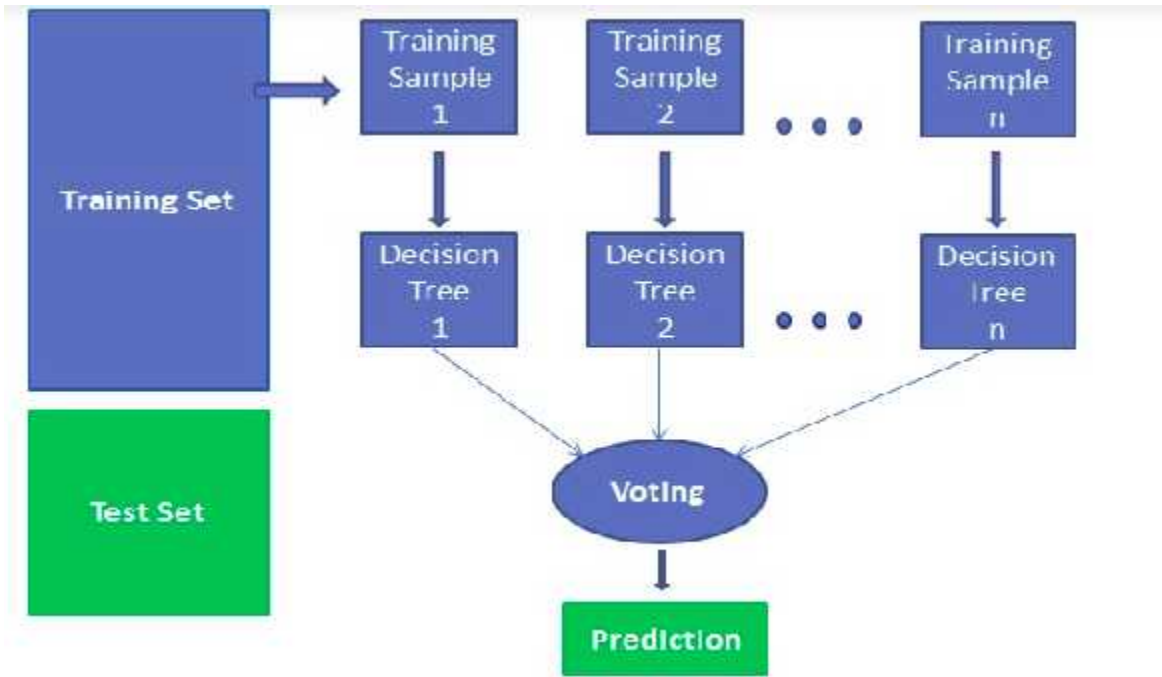 Training
Sample
1
Training
Sample
2
Training
Sample
n
Training Set
Decision
Tree
1
Decision
Tree
2
Decision
Tree
n
Test Set
Voting
Prediction